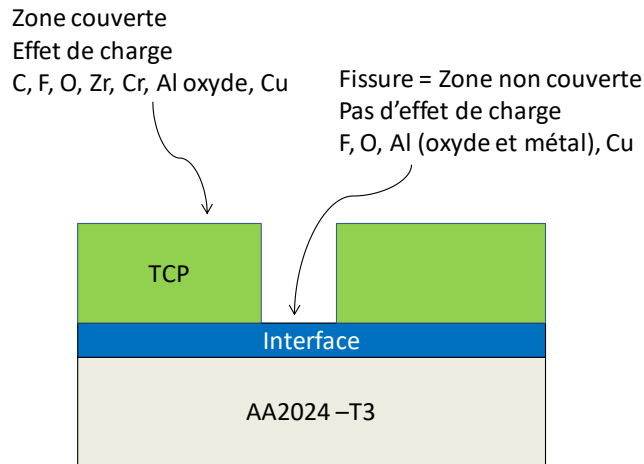 Zone couverte
Effet de charge
C, F, O, Zr, Cr, Al oxyde, Cu
Fissure = Zone non couverte
Pas d’effet de charge
F, O, Al (oxyde et métal), Cu
TCP
Interface
AA2024 –T3